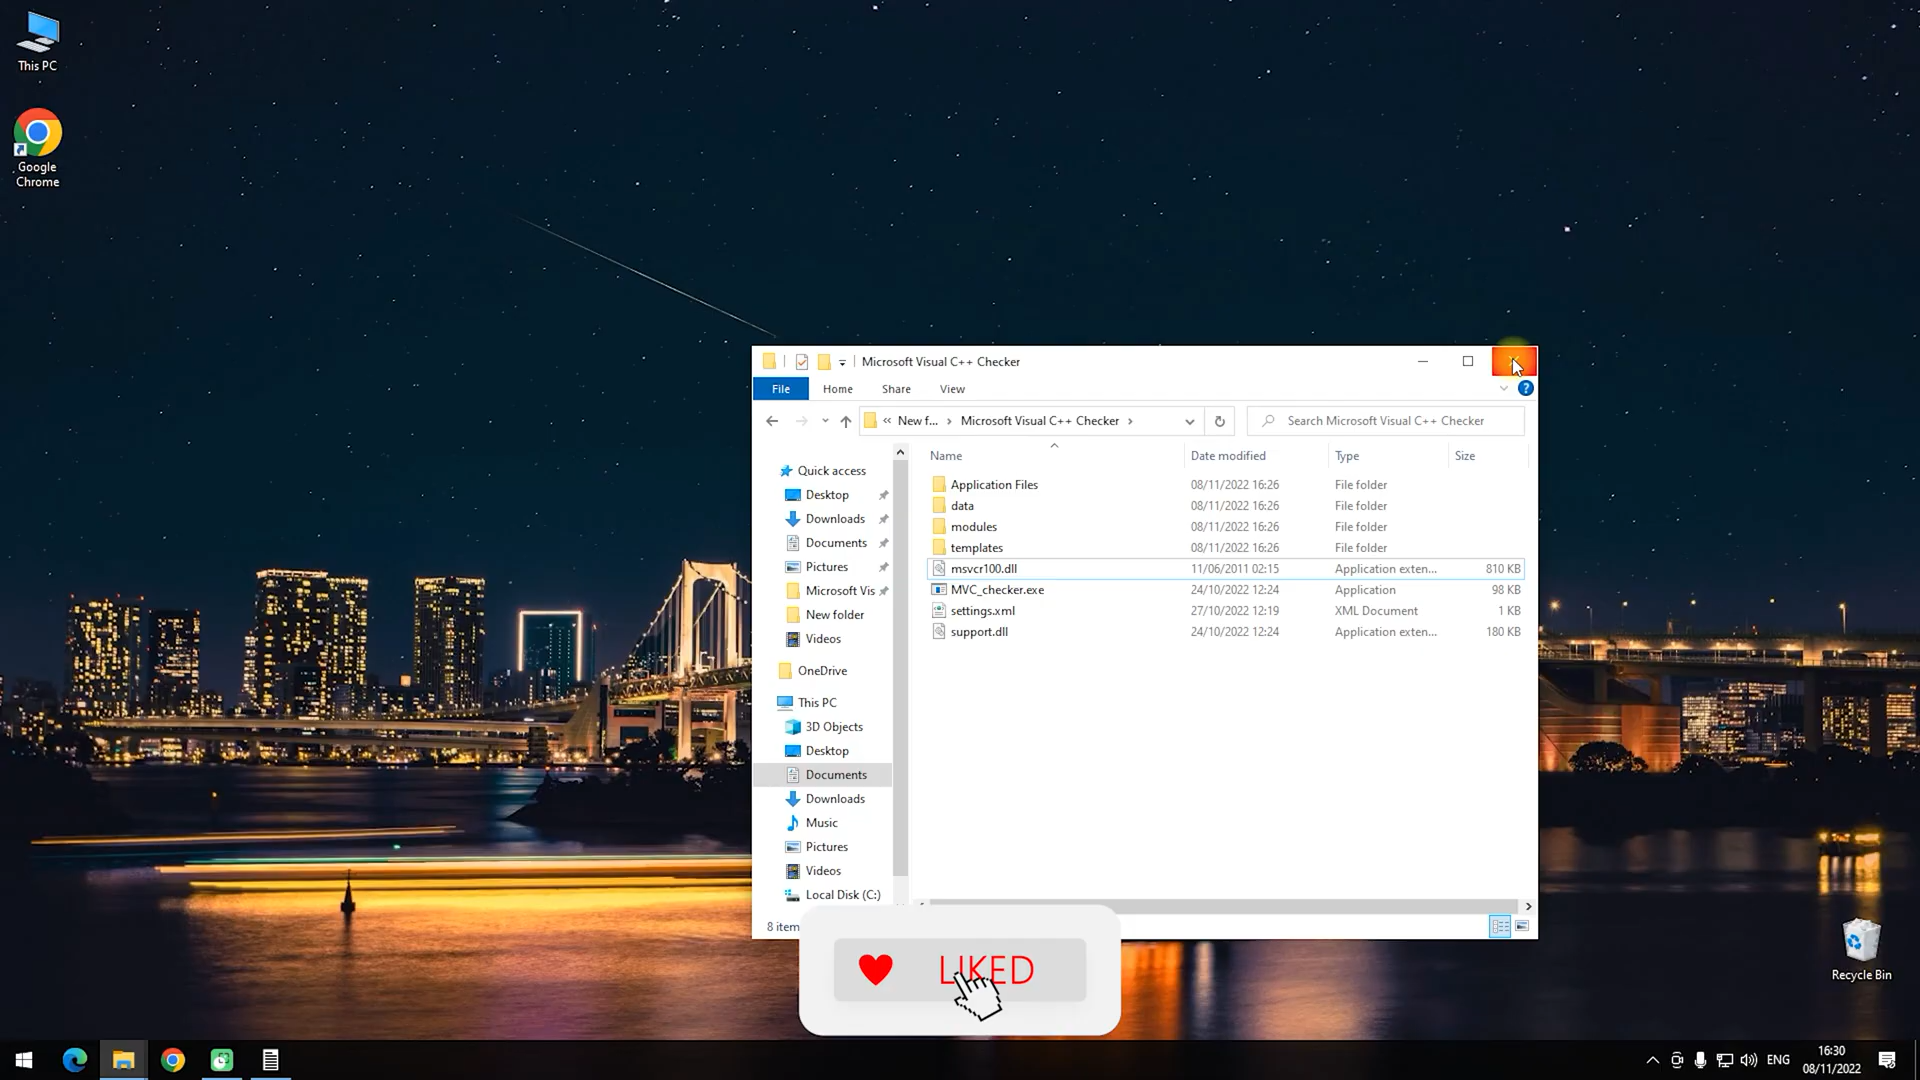 This PC
Google
Chrome
Microsoft Visual C++ Checker
File Home Share View
New f... Microsoft Visual C++ Checker Search Microsoft Visual C++ Checker
Name Date modified Type Size
Quick access
Desktop
Downloads
Documents
Pictures
Microsoft Vis
New folder
Videos
OneDrive
This PC
3D Objects
Desktop
Documents
Downloads
Music
Pictures
Videos
Local Disk (C:)
Application Files 08/11/2022 16:26 File folder
data 08/11/2022 16:26 File folder
modules 08/11/2022 16:26 File folder
templates 08/11/2022 16:26 File folder
msvcr100.dll 11/06/2011 02:15 Application exten... 810 KB
MVC_checker.exe 24/10/2022 12:24 Application 98 KB
settings.xml 27/10/2022 12:19 XML Document 1 KB
support.dll 24/10/2022 12:24 Application exten... 180 KB
8 item
LIKED
Recycle Bin
ENG
16:30
08/11/2022